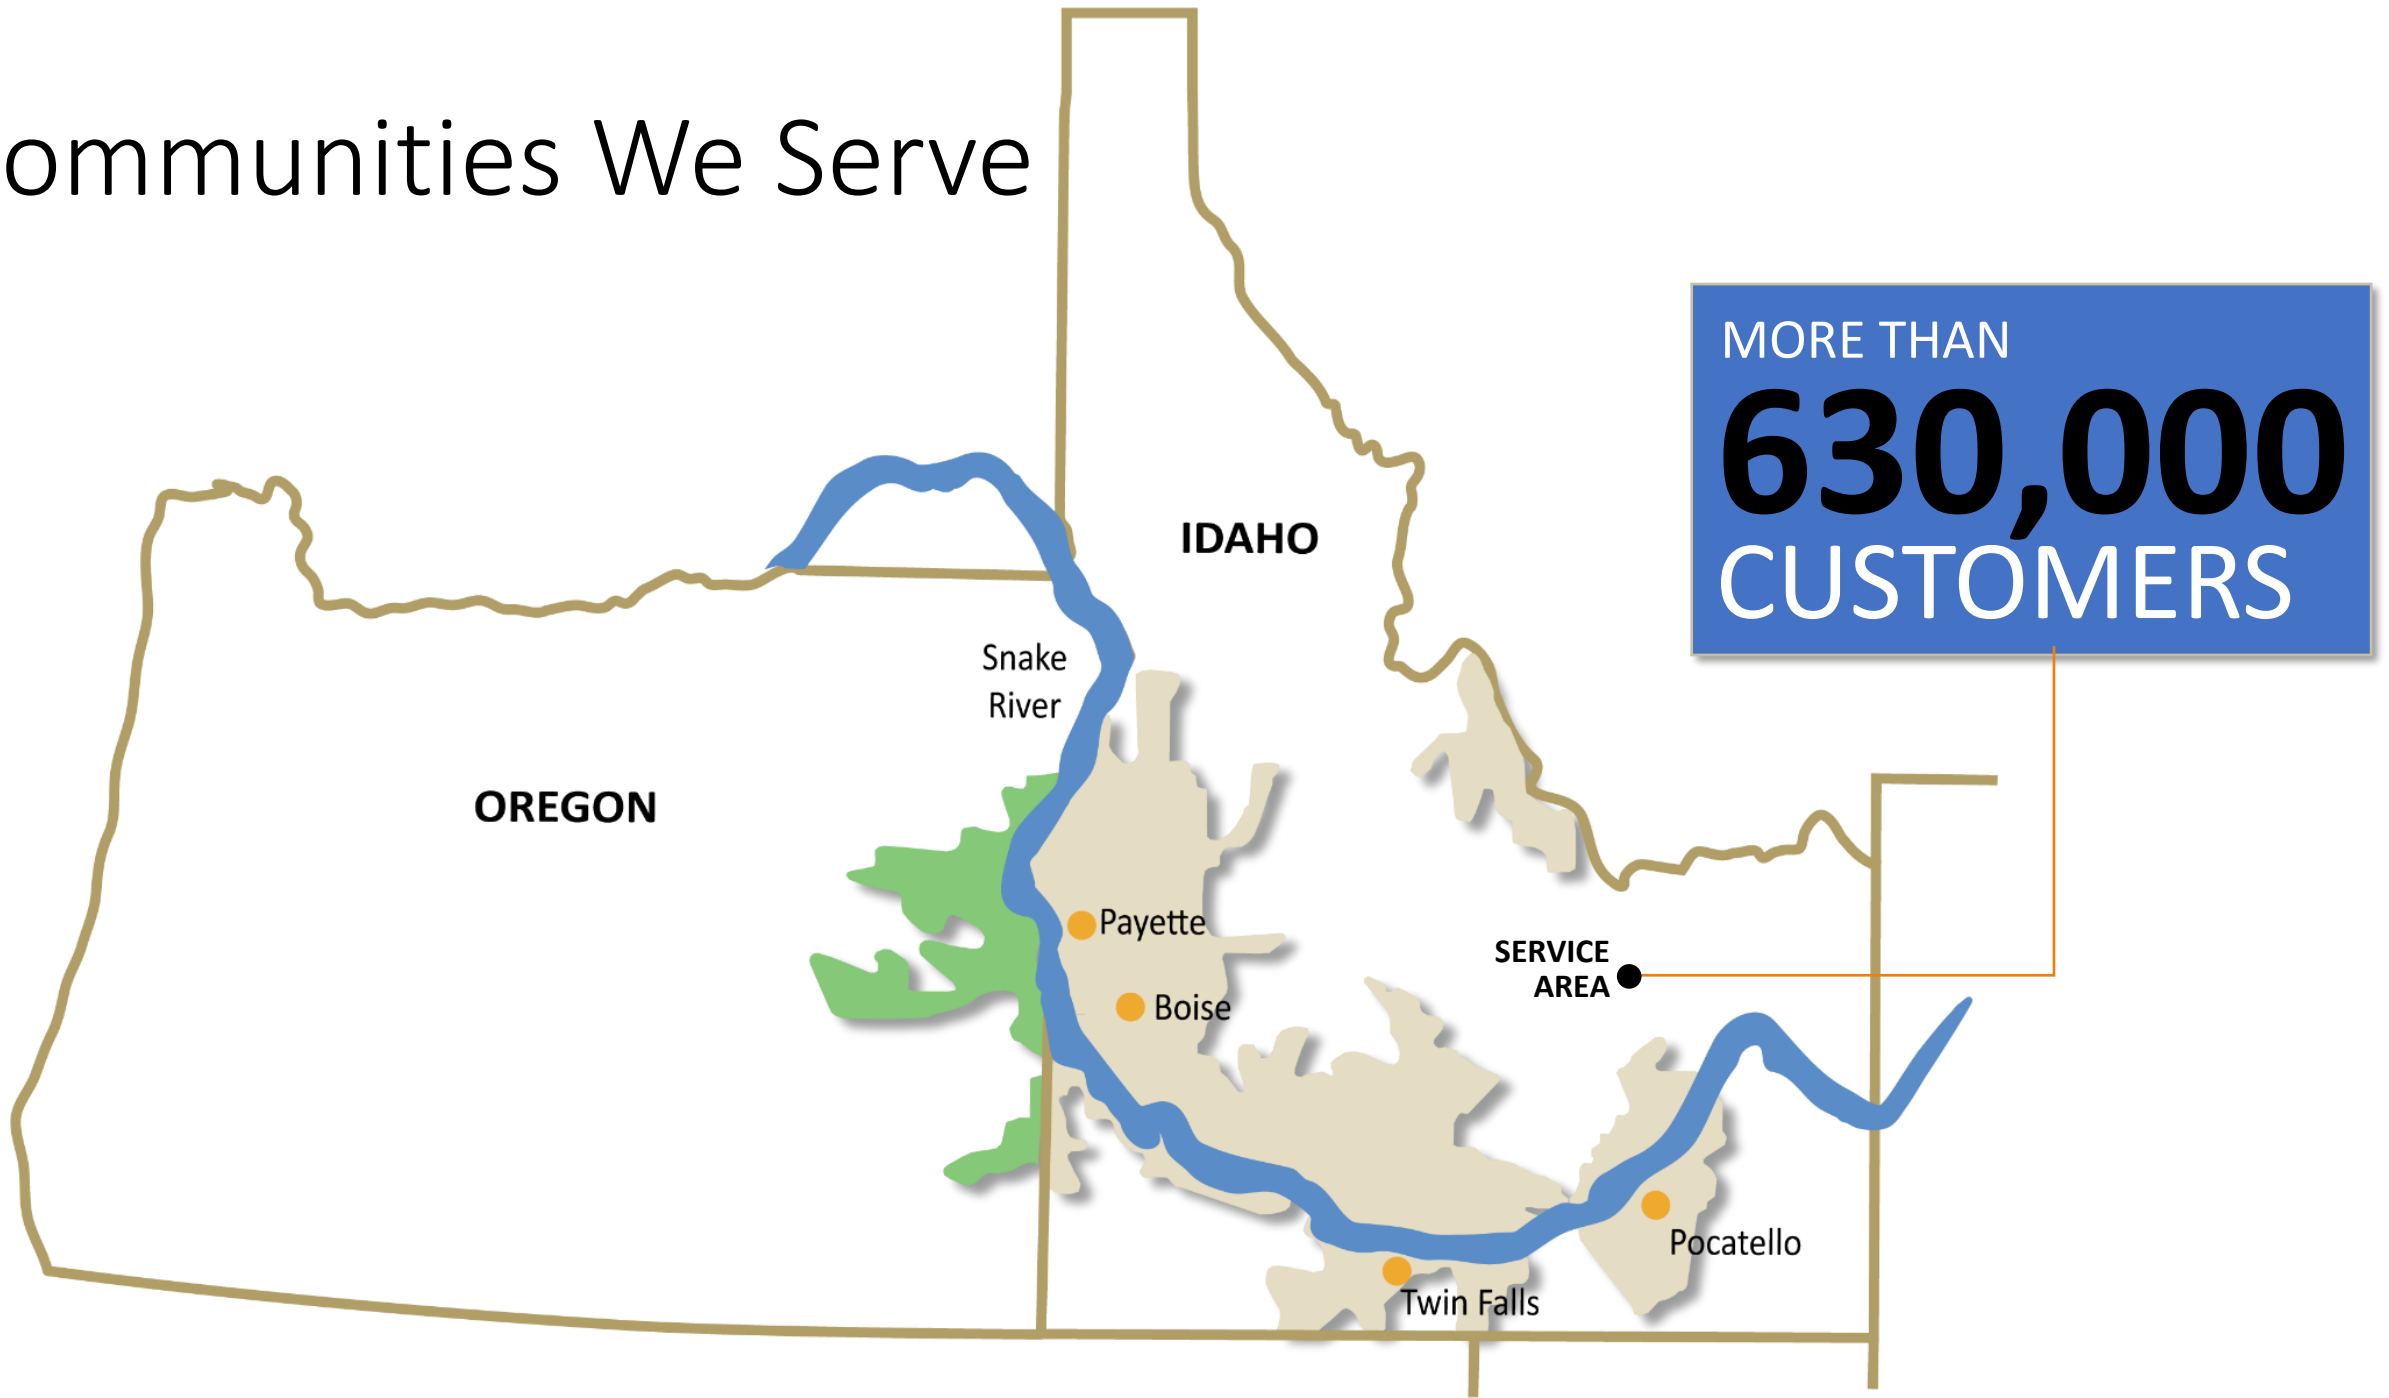 ommunities We Serve
MORE THAN
630,000
CUSTOMERS
IDAHO
Snake
River
OREGON
Payette
SERVICE
AREA
Boise
Pocatello
Twin Falls